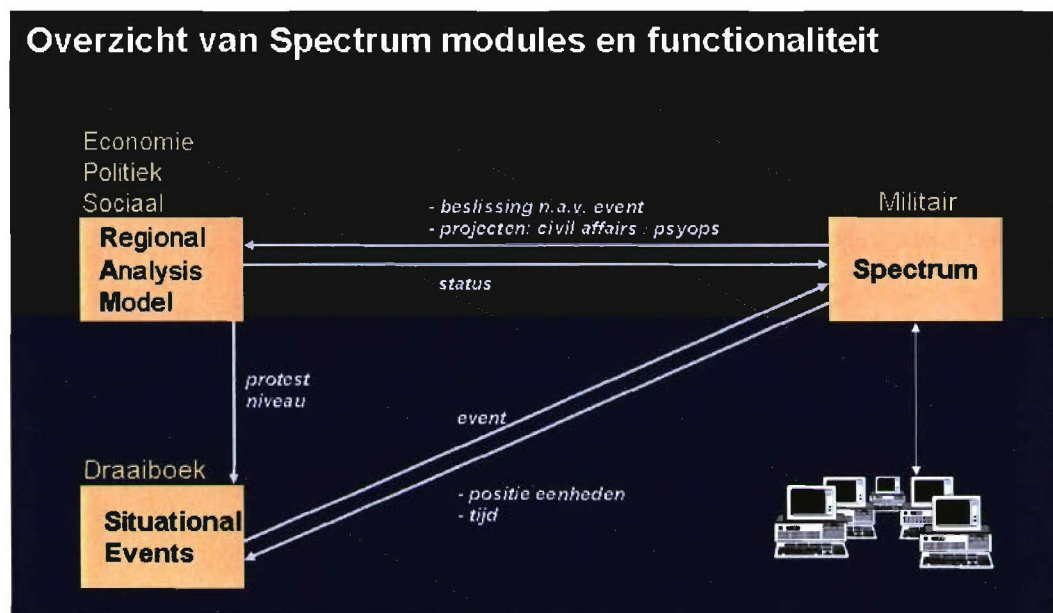 Overzicht van Spectrum modules en functionaliteit
Economie
Politiek
Sociaal
Regional
Analysis
Model
- beslissing n.a.v. event
- projecten: civil affairs : psyops
status
Militair
Spectrum
protest
niveau
event
Draaiboek
Situational
Events
- positie eenheden
- tijd